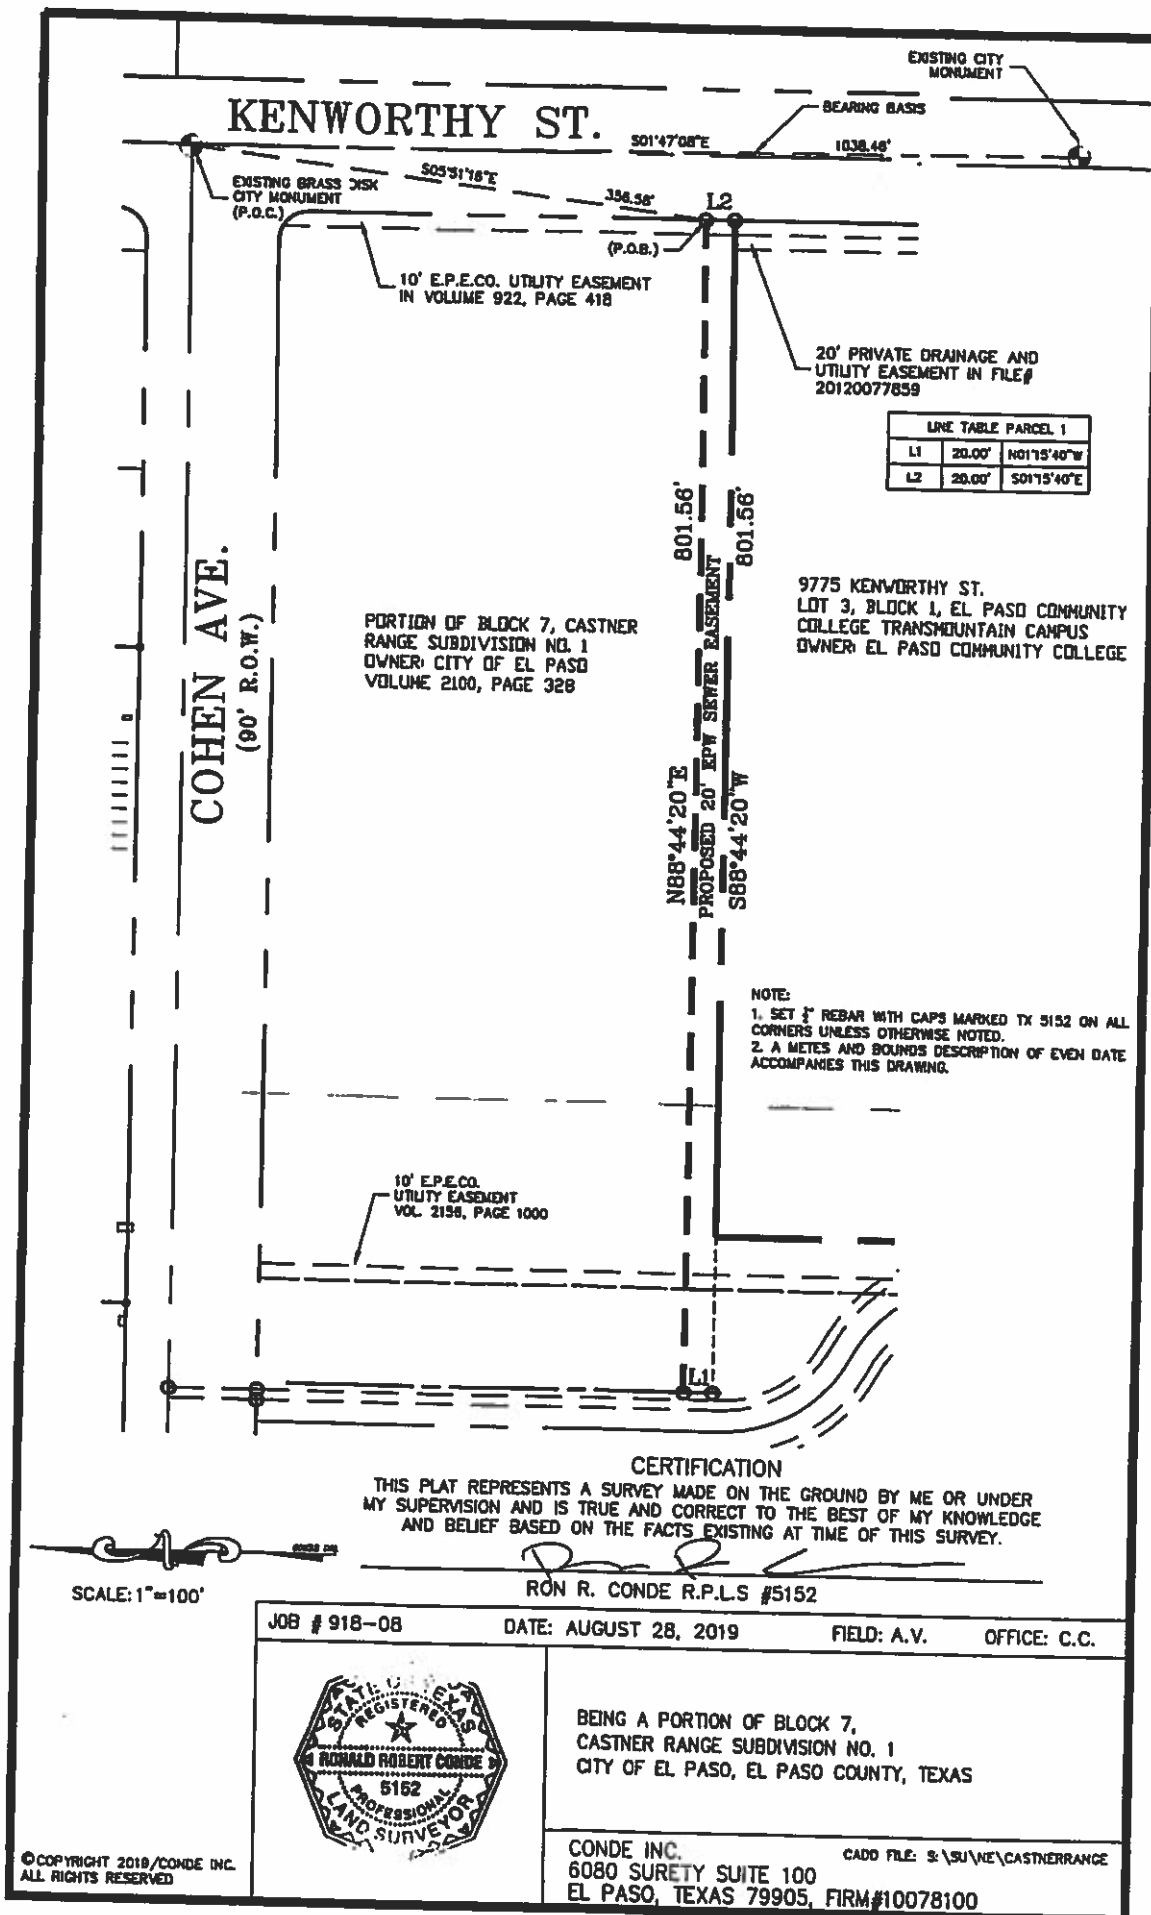 EXISTING CITY
MONUMENT
BEARING BASIS
KENWORTHY ST.
S01°47'08"E
1038.46'
S05°51'18"E
356.58'
EXISTING BRASS DISK
CITY MONUMENT
(P.O.C.)
L2
(P.O.B.)
10' E.P.E.CO. UTILITY EASEMENT
IN VOLUME 922, PAGE 418
20' PRIVATE DRAINAGE AND
UTILITY EASEMENT IN FILE#
20120077859
LINE TABLE PARCEL 1
L1 20.00' N01°15'40"W
L2 20.00' S01°15'40"E
801.56'
801.56'
COHEN AVE.
(90' R.O.W.)
PORTION OF BLOCK 7, CASTNER
RANGE SUBDIVISION NO. 1
OWNER: CITY OF EL PASO
VOLUME 2100, PAGE 328
9775 KENWORTHY ST.
LOT 3, BLOCK 1, EL PASO COMMUNITY
COLLEGE TRANSMOUNTAIN CAMPUS
OWNER: EL PASO COMMUNITY COLLEGE
N88°44'20"E
PROPOSED 20' EPW SEWER EASEMENT
S88°44'20"W
NOTE:
1. SET REBAR WITH CAPS MARKED TX 5152 ON ALL
CORNERS UNLESS OTHERWISE NOTED.
2. A METES AND BOUNDS DESCRIPTION OF EVEN DATE
ACCOMPANIES THIS DRAWING.
10' E.P.E.CO.
UTILITY EASEMENT
VOL. 2156, PAGE 1000
L1
CERTIFICATION
THIS PLAT REPRESENTS A SURVEY MADE ON THE GROUND BY ME OR UNDER
MY SUPERVISION AND IS TRUE AND CORRECT TO THE BEST OF MY KNOWLEDGE
AND BELIEF BASED ON THE FACTS EXISTING AT TIME OF THIS SURVEY.
SCALE: 1"=100'
RON R. CONDE R.P.L.S #5152
JOB # 918-08 DATE: AUGUST 28, 2019 FIELD: A.V. OFFICE: C.C.
STATE OF TEXAS
REGISTERED
RONALD ROBERT CONDE
5152
PROFESSIONAL
LAND SURVEYOR
BEING A PORTION OF BLOCK 7,
CASTNER RANGE SUBDIVISION NO. 1
CITY OF EL PASO, EL PASO COUNTY, TEXAS
CONDE INC.
6080 SURETY SUITE 100
EL PASO, TEXAS 79905, FIRM#10078100
CADD FILE: S:\SU\NE\CASTNERRANGE
© COPYRIGHT 2019/CONDE INC.
ALL RIGHTS RESERVED